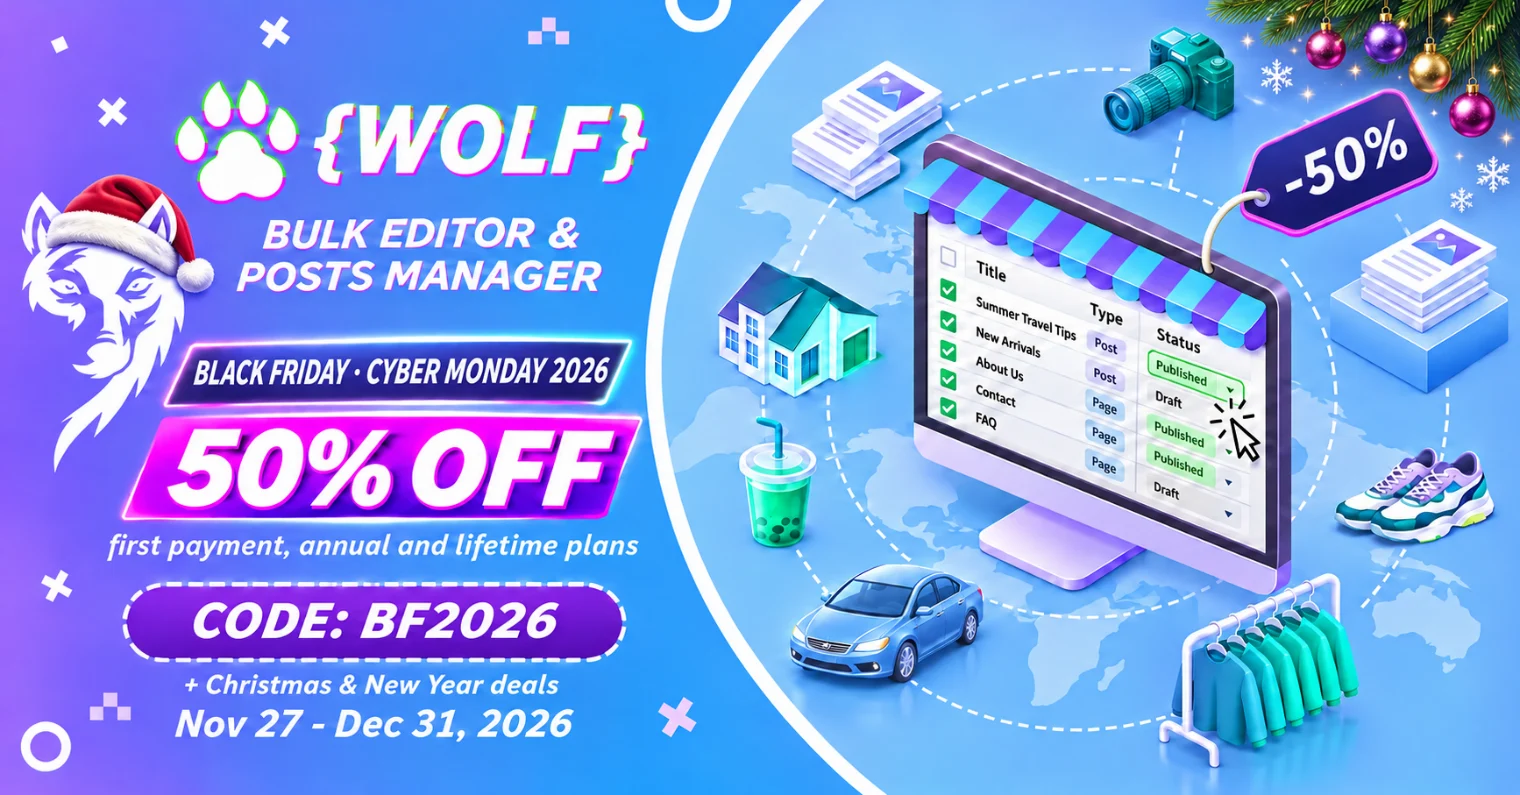 {WOLF}
BULK EDITOR &
POSTS MANAGER
BLACK FRIDAY · CYBER MONDAY 2026
50% OFF
first payment, annual and lifetime plans
CODE: BF2026
+ Christmas & New Year deals
Nov 27 - Dec 31, 2026
-50%
Title Type Status
Summer Travel Tips Post Published
New Arrivals Post Draft
About Us Page Published
Contact Page Published
FAQ Page Draft